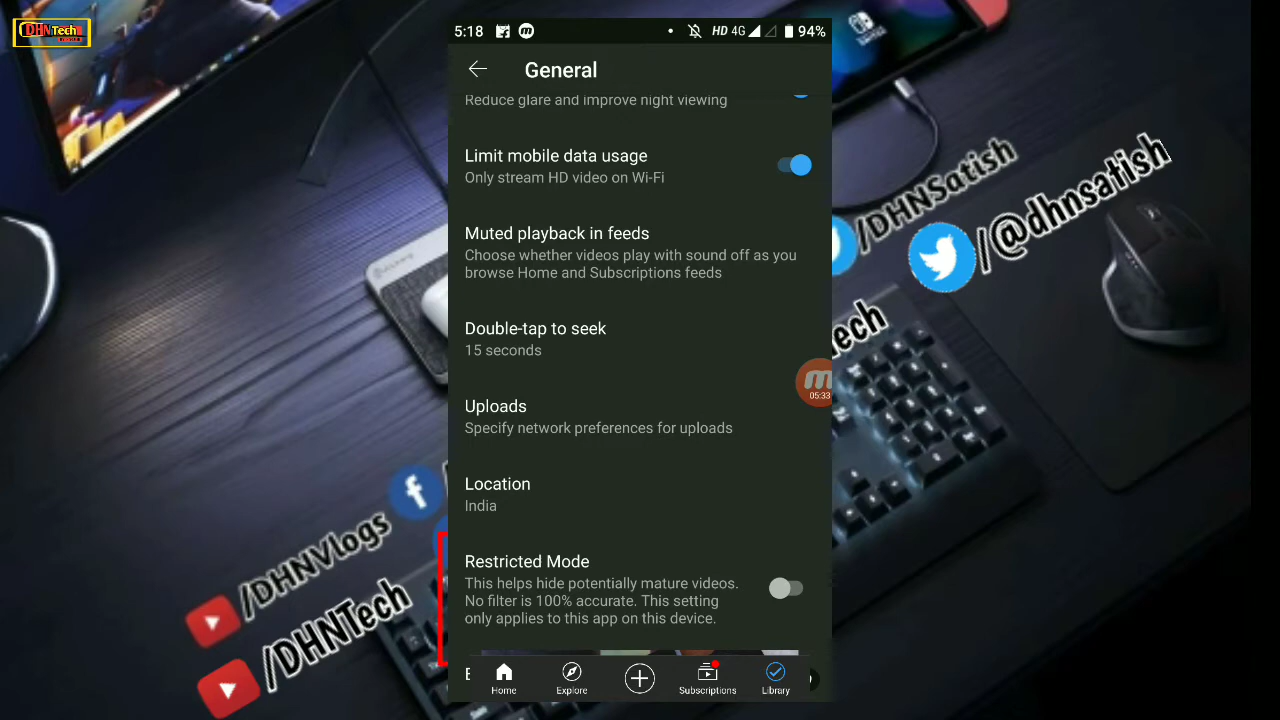 DHNTech
5:18
HD 4G 94%
General
Reduce glare and improve night viewing
Limit mobile data usage
Only stream HD video on Wi-Fi
Muted playback in feeds
Choose whether videos play with sound off as you
browse Home and Subscriptions feeds
Double-tap to seek
15 seconds
05:33
Uploads
Specify network preferences for uploads
Location
India
Restricted Mode
This helps hide potentially mature videos.
No filter is 100% accurate. This setting
only applies to this app on this device.
Home
Explore
Subscriptions
Library
/DHNSatish
/@dhnsatish
/DHNVlogs
/DHNTech